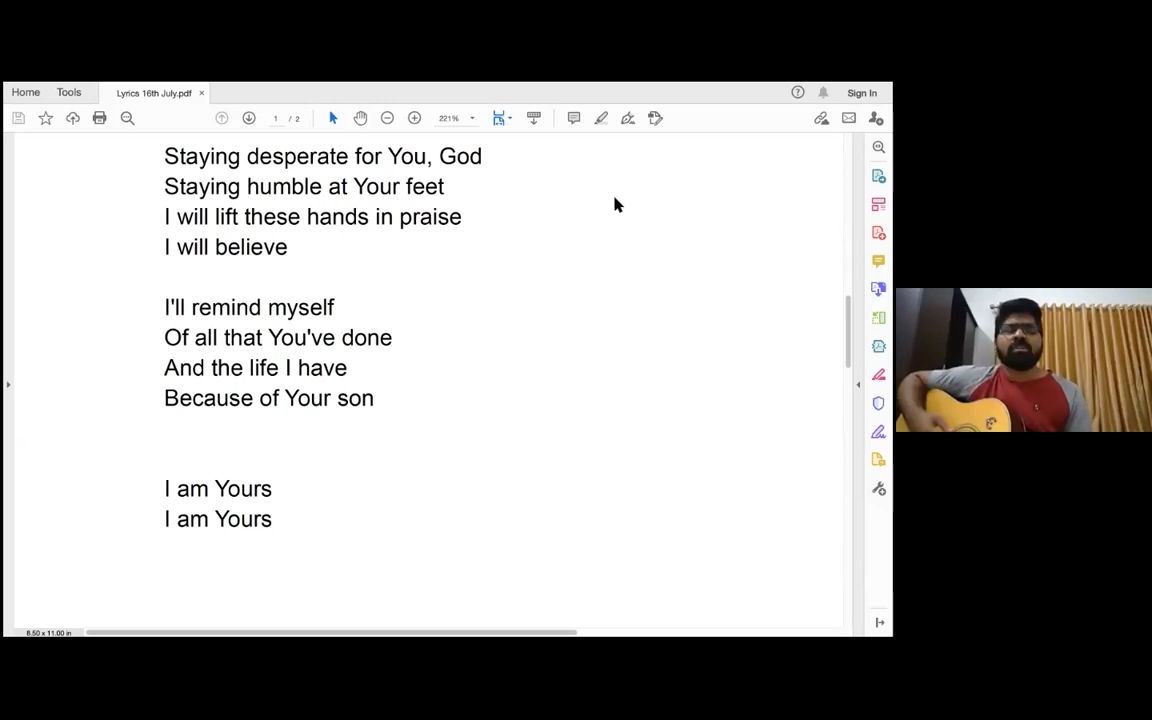 Home Tools Lyrics 16th July.pdf × Sign In
1 / 2 221%
Staying desperate for You, God
Staying humble at Your feet
I will lift these hands in praise
I will believe
I'll remind myself
Of all that You've done
And the life I have
Because of Your son
I am Yours
I am Yours
8.50 x 11.00 in